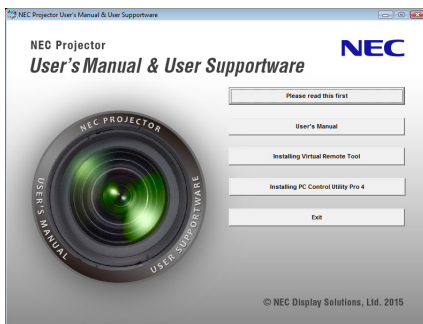 NEC Projector User's Manual & User Supportware
NEC Projector
NEC
User's Manual & User Supportware
Please read this first
User's Manual
Installing Virtual Remote Tool
Installing PC Control Utility Pro 4
Exit
NEC PROJECTOR
USER'S MANUAL
USER SUPPORTWARE
© NEC Display Solutions, Ltd. 2015